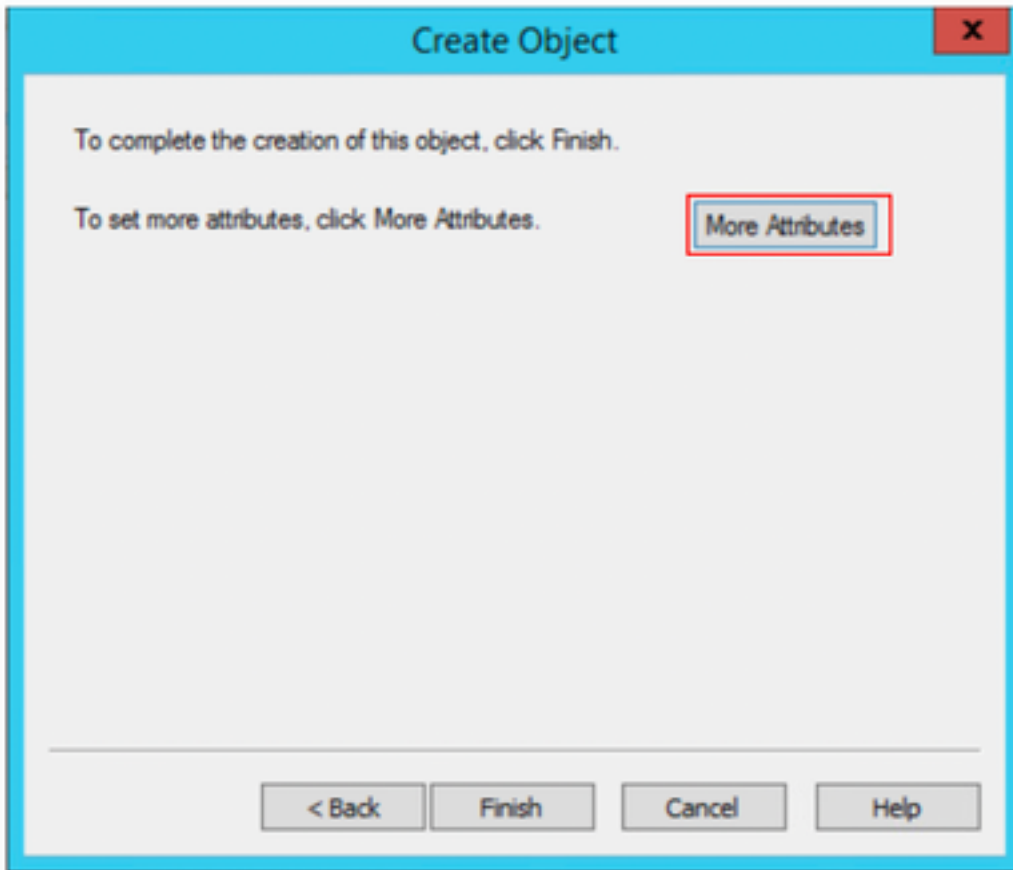 Create Object
x
To complete the creation of this object, click Finish.
To set more attributes, click More Attributes.
More Attributes
< Back
Finish
Cancel
Help